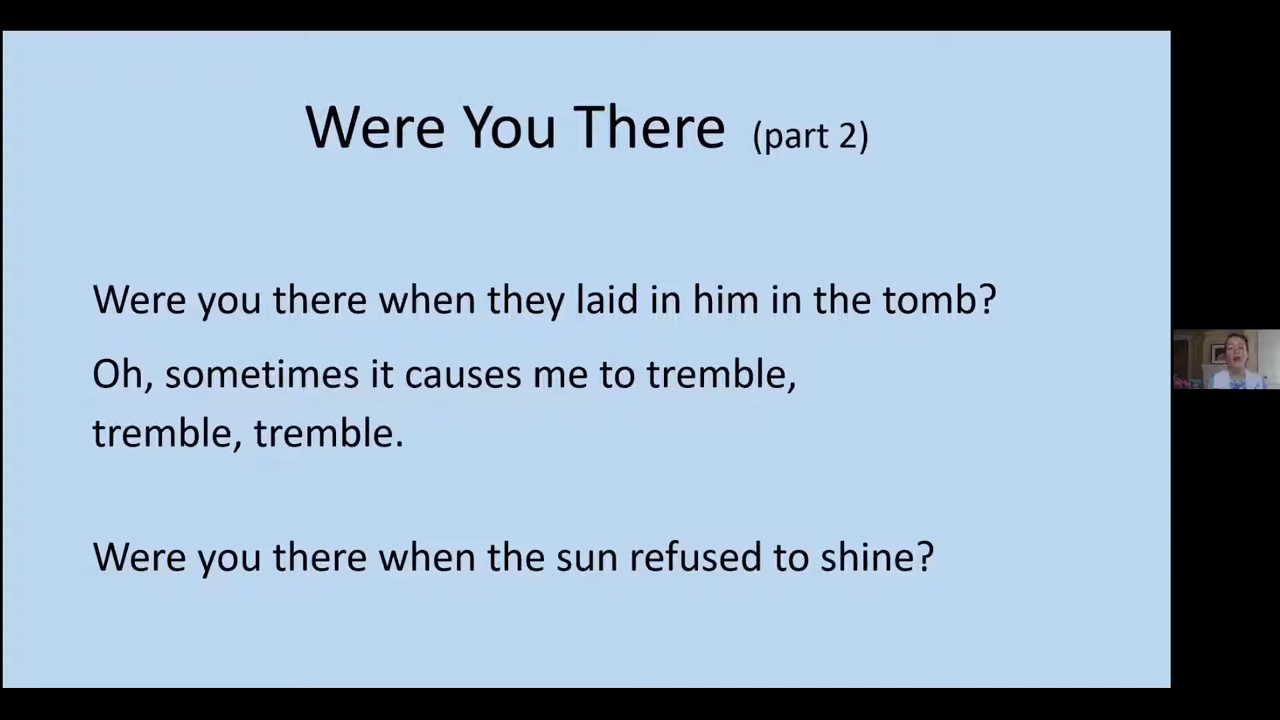 Were You There (part 2)
Were you there when they laid in him in the tomb?
Oh, sometimes it causes me to tremble,
tremble, tremble.
Were you there when the sun refused to shine?